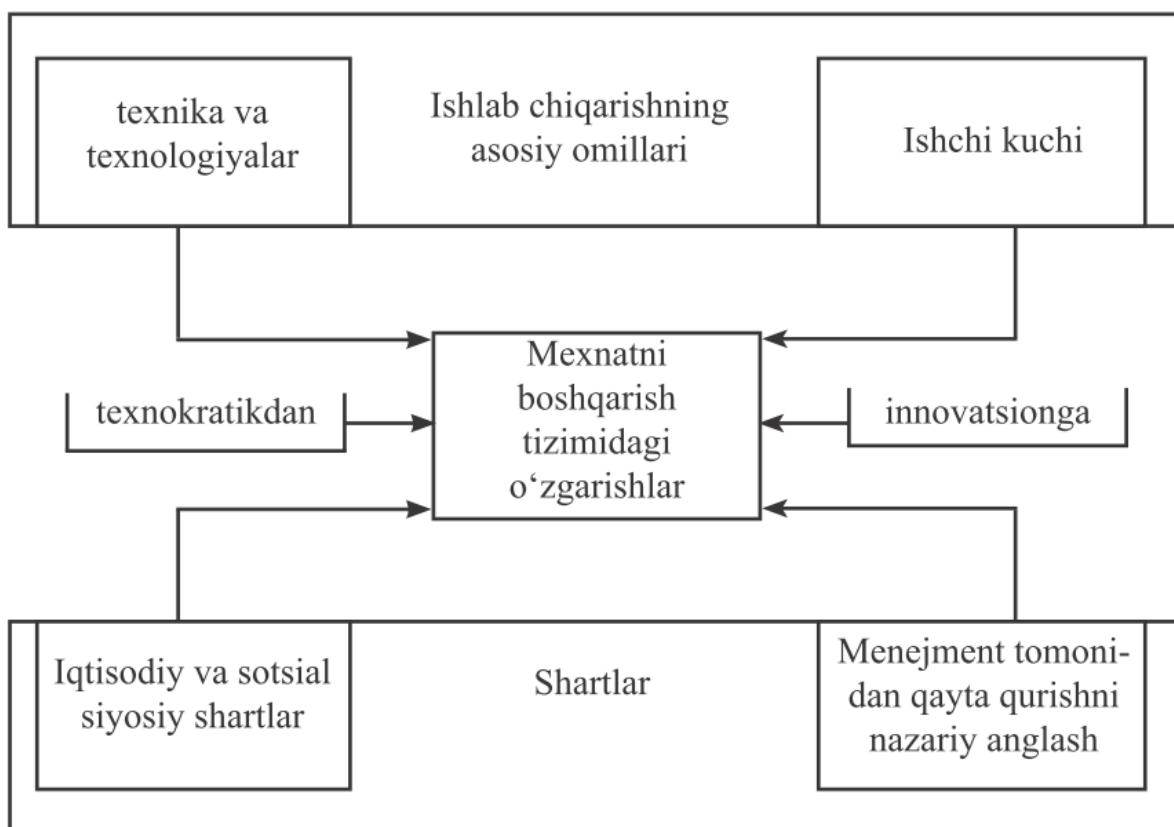 texnika va
texnologiyalar
Ishlab chiqarishning
asosiy omillari
Ishchi kuchi
texnokratikdan
Mexnatni
boshqarish
tizimidagi
o‘zgarishlar
innovatsionga
Iqtisodiy va sotsial
siyosiy shartlar
Shartlar
Menejment tomoni-
dan qayta qurishni
nazariy anglash